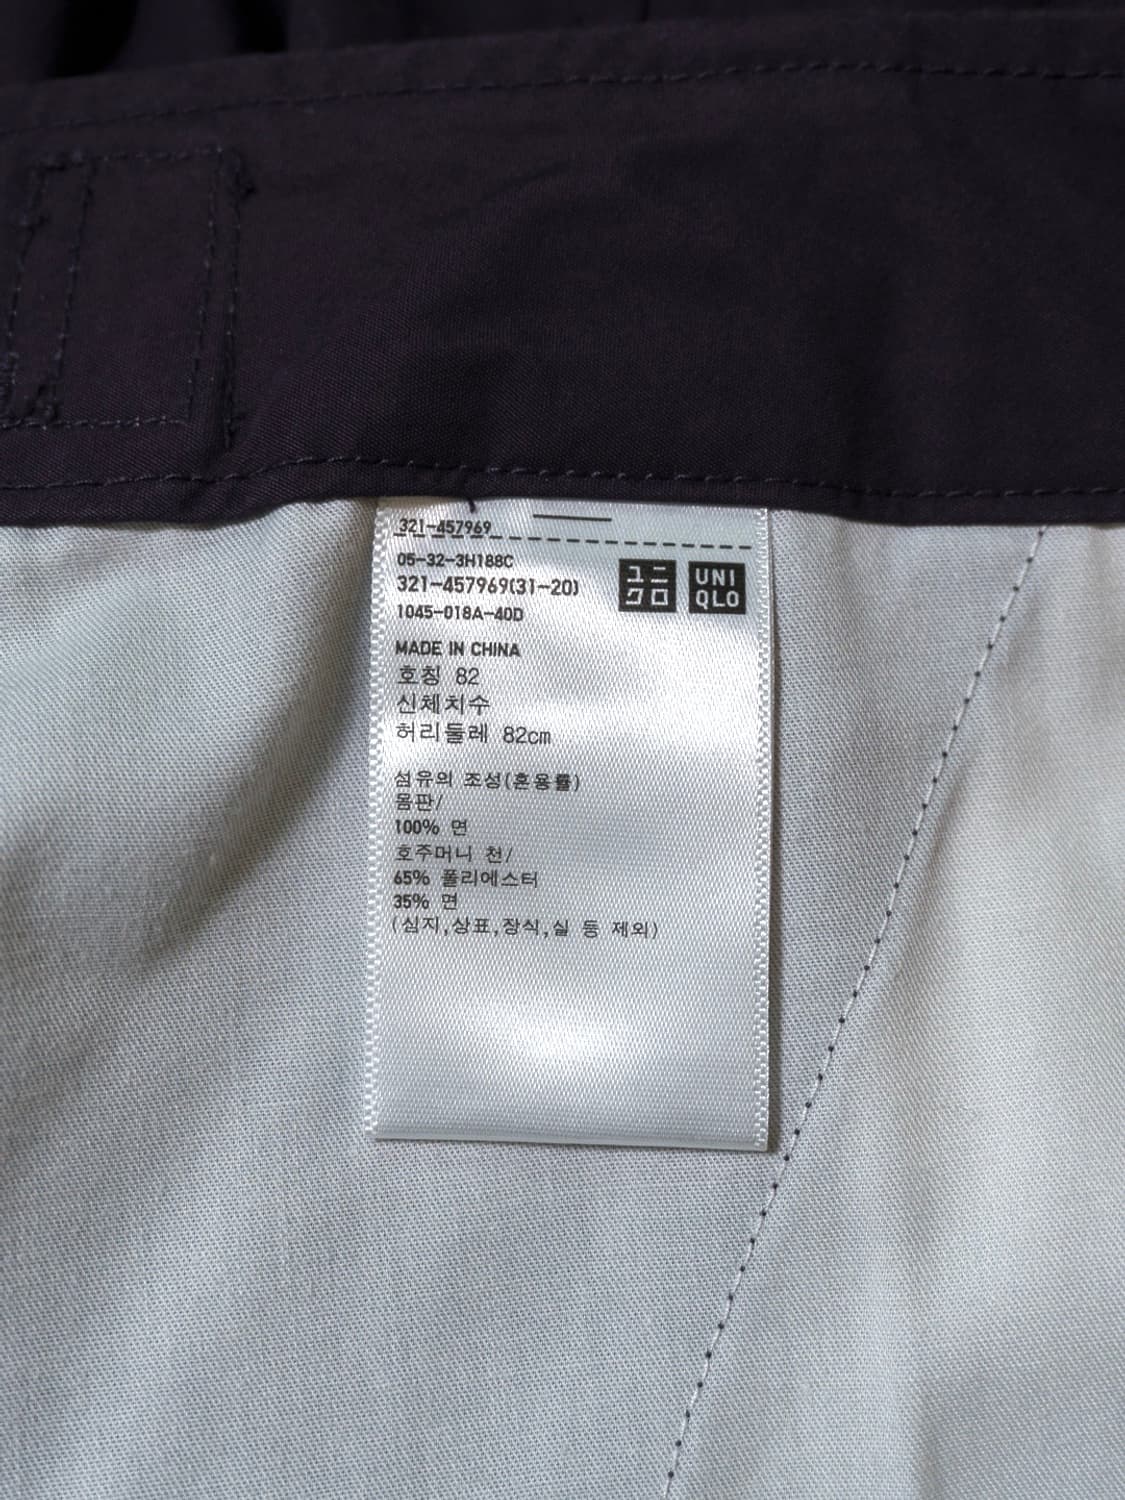 321-457969
05-32-3H188C
321-457969(31-20)
ユニクロ
UNIQLO
1045-018A-40D
MADE IN CHINA
호칭 82
신체치수
허리둘레 82cm
섬유의 조성(혼용률)
몸판/
100% 면
호주머니 천/
65% 폴리에스터
35% 면
(심지,상표,장식,실 등 제외)